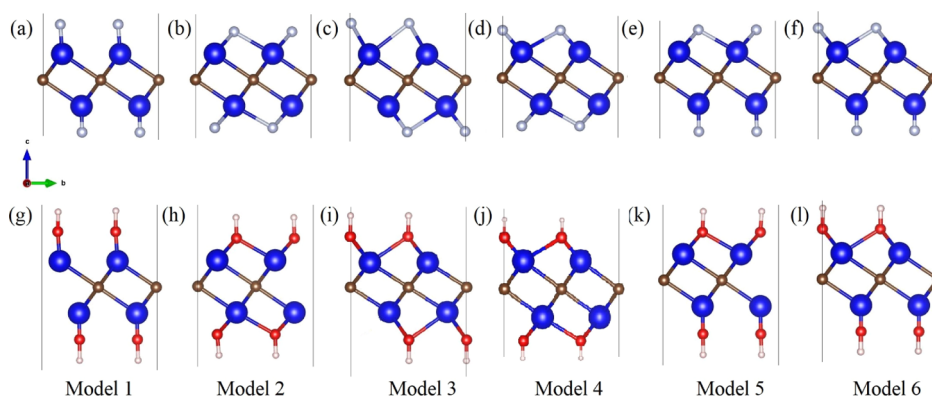 (a) (b) (c) (d) (e) (f)
c
b
(g) (h) (i) (j) (k) (l)
Model 1 Model 2 Model 3 Model 4 Model 5 Model 6